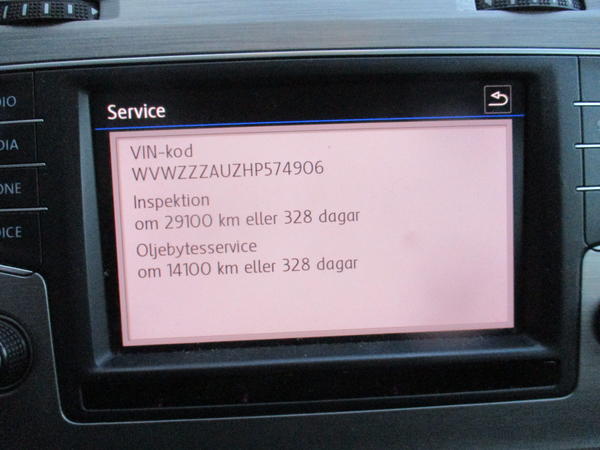 Service
VIN-kod
WVWZZZAUZHP574906
Inspektion
om 29100 km eller 328 dagar
Oljebytesservice
om 14100 km eller 328 dagar